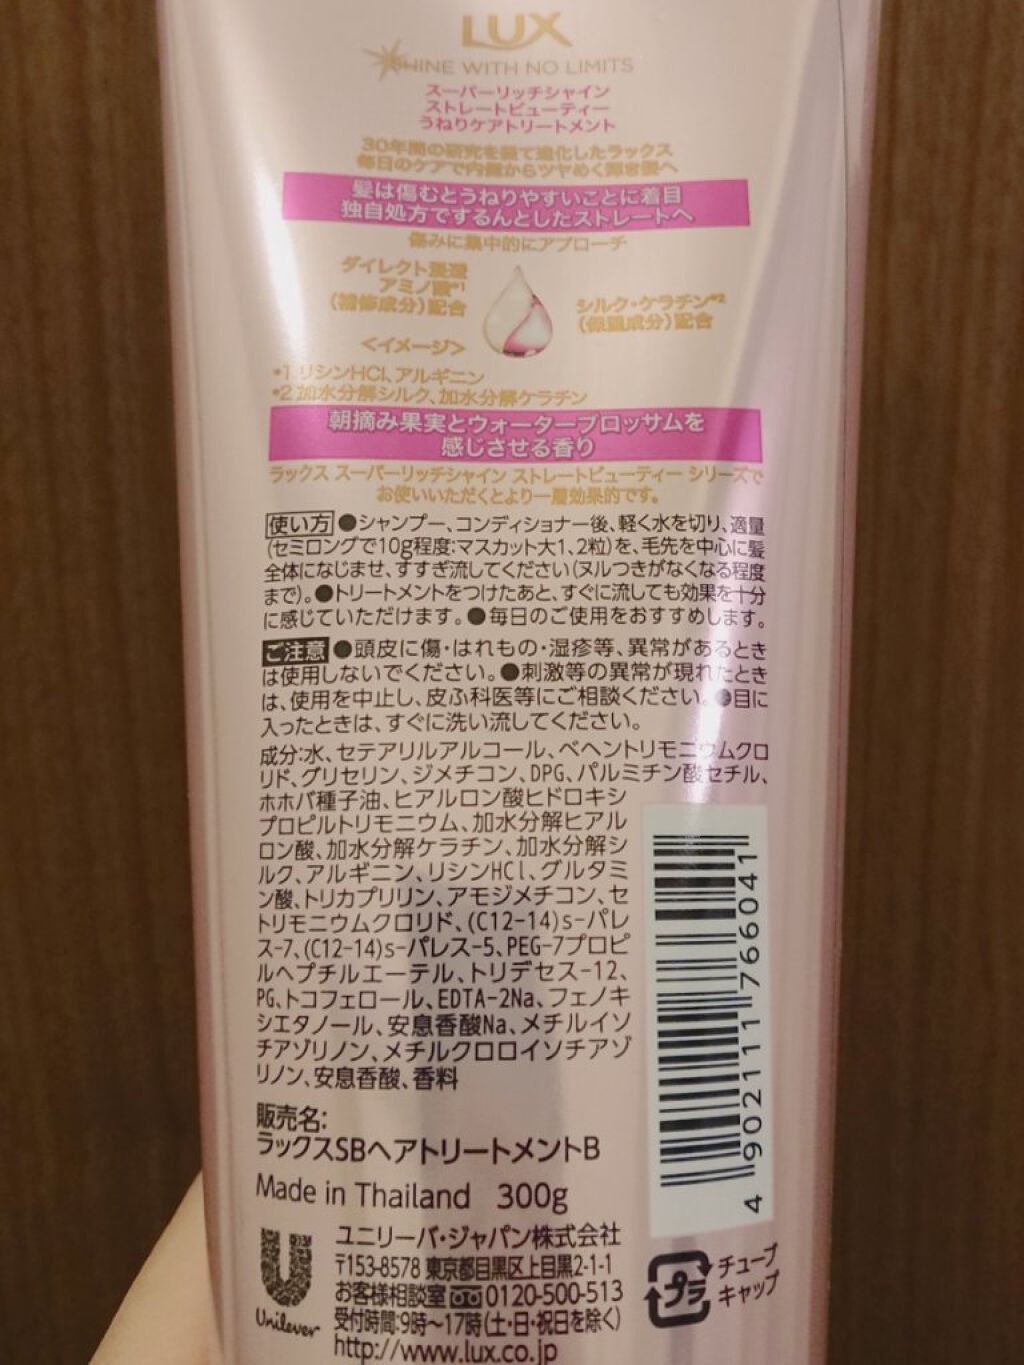 LUX
SHINE WITH NO LIMITS
スーパーリッチシャイン
ストレートビューティー
うねりケアトリートメント
30年間の研究を経て進化したラックス
毎日のケアで内側からツヤめく輝き髪へ
髪は傷むとうねりやすいことに着目
独自処方でするんとしたストレートへ
傷みに集中的にアプローチ
ダイレクト浸透
アミノ酸*1
(補修成分)配合
シルク・ケラチン*2
(保湿成分)配合
<イメージ>
*1 リシンHCl、アルギニン
*2 加水分解シルク、加水分解ケラチン
朝摘み果実とウォーターブロッサムを
感じさせる香り
ラックス スーパーリッチシャイン ストレートビューティー シリーズで
お使いいただくとより一層効果的です。
使い方 ●シャンプー、コンディショナー後、軽く水を切り、適量
(セミロングで10g程度:マスカット大1、2粒)を、毛先を中心に髪
全体になじませ、すすぎ流してください(ヌルつきがなくなる程度
まで)。●トリートメントをつけたあと、すぐに流しても効果を十分
に感じていただけます。●毎日のご使用をおすすめします。
ご注意 ●頭皮に傷・はれもの・湿疹等、異常があるとき
は使用しないでください。●刺激等の異常が現れたとき
は、使用を中止し、皮ふ科医等にご相談ください。●目に
入ったときは、すぐに洗い流してください。
成分:水、セテアリルアルコール、ベヘントリモニウムクロ
リド、グリセリン、ジメチコン、DPG、パルミチン酸セチル、
ホホバ種子油、ヒアルロン酸ヒドロキシ
プロピルトリモニウム、加水分解ヒアル
ロン酸、加水分解ケラチン、加水分解シ
ルク、アルギニン、リシンHCl、グルタミ
ン酸、トリカプリリン、アモジメチコン、セ
トリモニウムクロリド、(C12-14)s-パレ
ス-7、(C12-14)s-パレス-5、PEG-7プロピ
ルヘプチルエーテル、トリデセス-12、
PG、トコフェロール、EDTA-2Na、フェノキ
シエタノール、安息香酸Na、メチルイソ
チアゾリノン、メチルクロロイソチアゾ
リノン、安息香酸、香料
4 902111 766041
販売名:
ラックスSBヘアトリートメントB
Made in Thailand 300g
Unilever
ユニリーバ・ジャパン株式会社
〒153-8578 東京都目黒区上目黒2-1-1
お客様相談室 0120-500-513
受付時間:9時〜17時(土・日・祝日を除く)
http://www.lux.co.jp
プラ
チューブ
キャップ